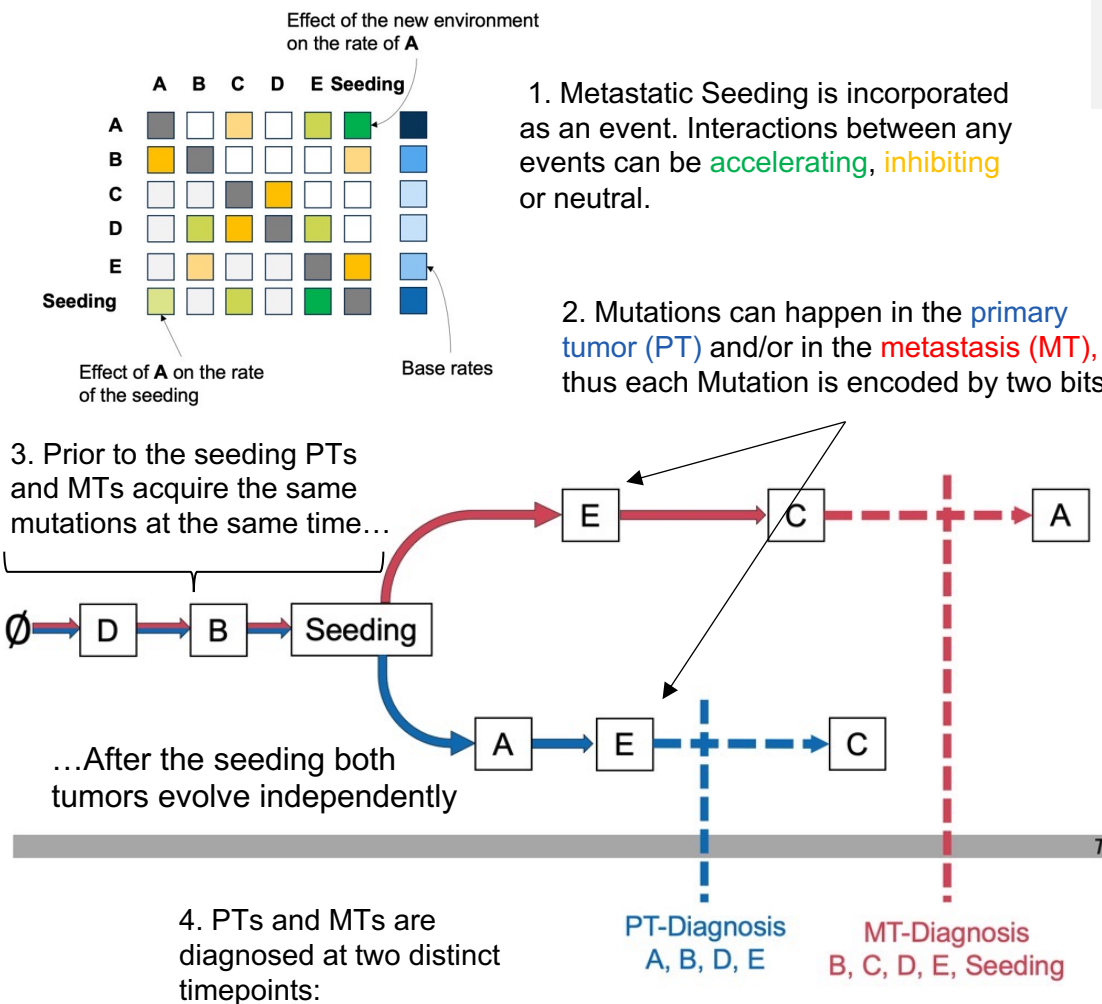 Effect of the new environment
on the rate of A
A B C D E Seeding
A
B
C
D
E
Seeding
Effect of A on the rate
of the seeding
Base rates
1. Metastatic Seeding is incorporated
as an event. Interactions between any
events can be accelerating, inhibiting
or neutral.
2. Mutations can happen in the primary
tumor (PT) and/or in the metastasis (MT),
thus each Mutation is encoded by two bits
3. Prior to the seeding PTs
and MTs acquire the same
mutations at the same time…
E C A
Ø D B Seeding
A E C
…After the seeding both
tumors evolve independently
4. PTs and MTs are
diagnosed at two distinct
timepoints:
PT-Diagnosis
A, B, D, E
MT-Diagnosis
B, C, D, E, Seeding